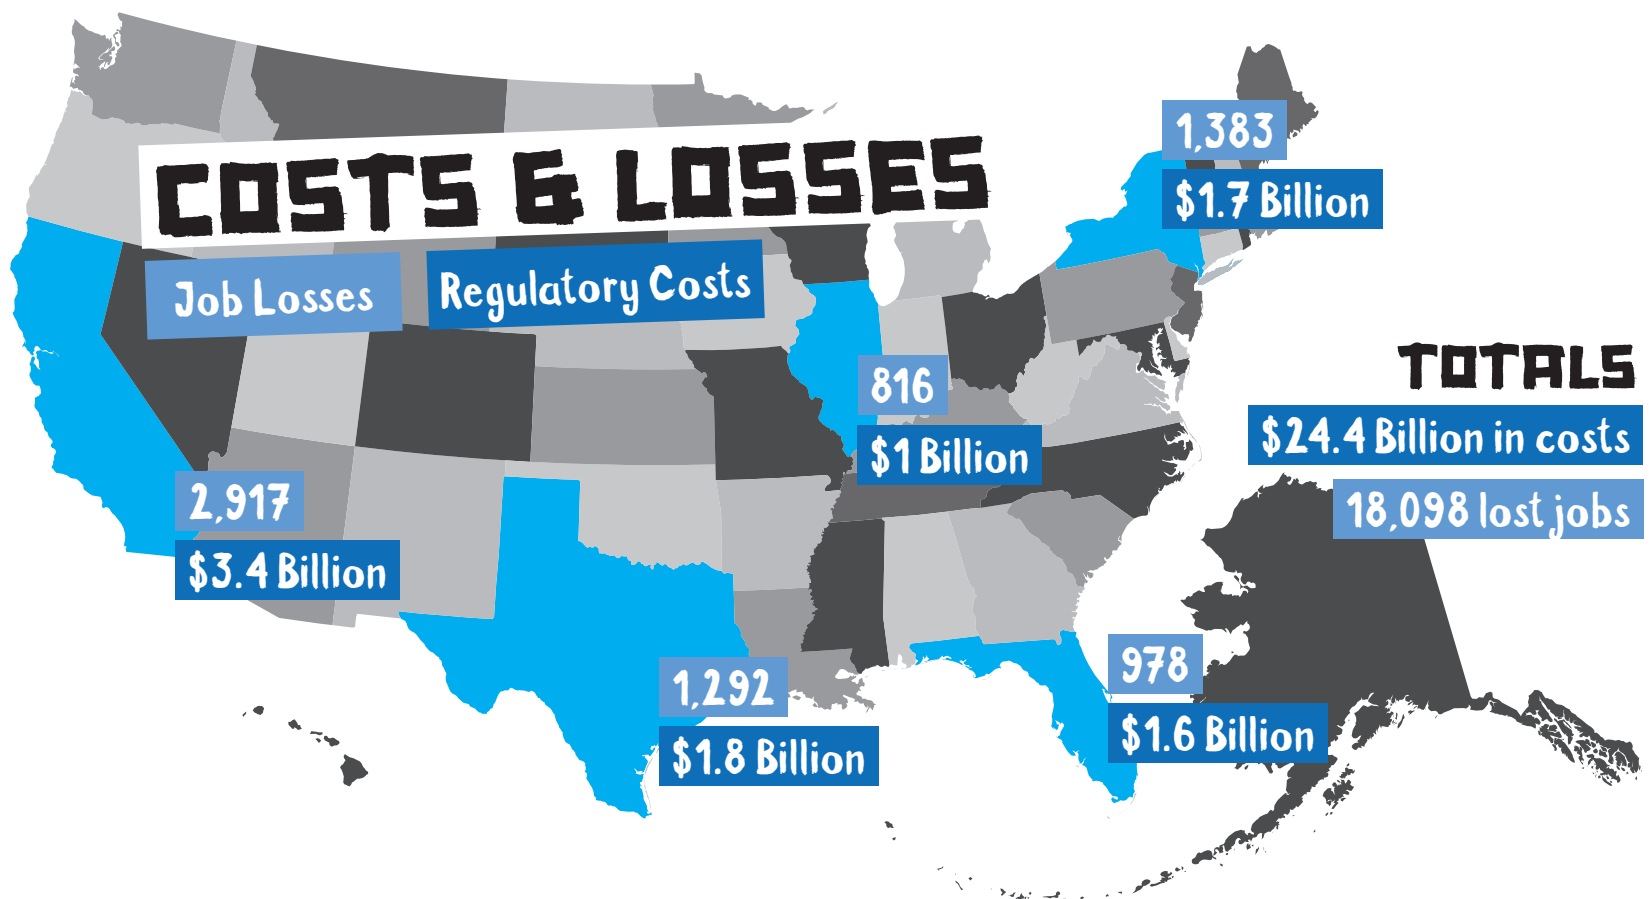 COSTS & LOSSES
Job Losses
Regulatory Costs
1,383
$1.7 Billion
816
$1 Billion
TOTALS
$24.4 Billion in costs
18,098 lost jobs
2,917
$3.4 Billion
1,292
$1.8 Billion
978
$1.6 Billion